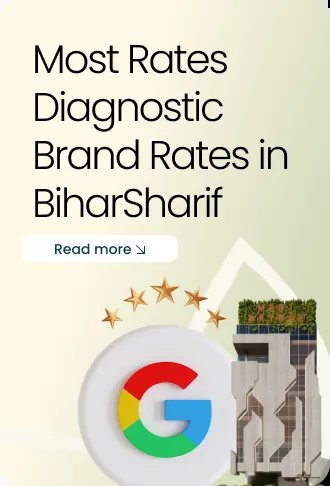 Most Rates
Diagnostic
Brand Rates in
BiharSharif
Read more ↘
G